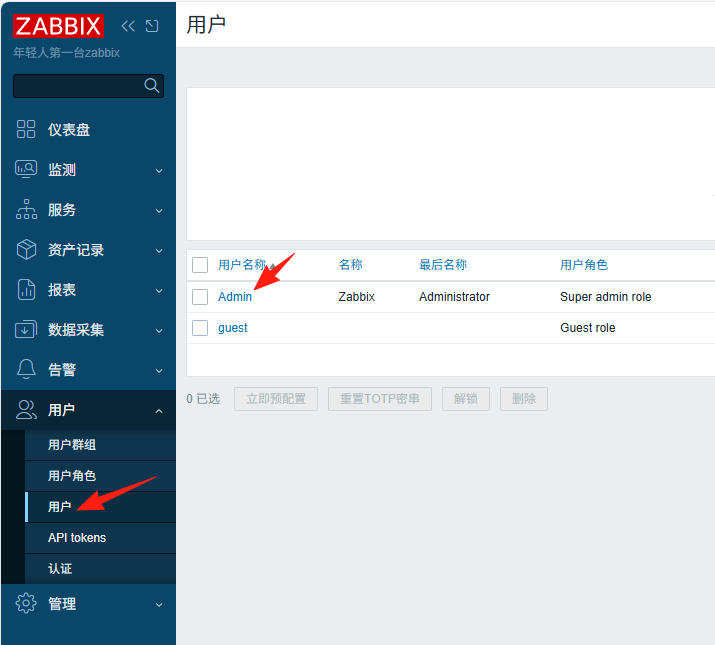 ZABBIX
年轻人第一台zabbix
仪表盘
监测
服务
资产记录
报表
数据采集
告警
用户
用户群组
用户角色
用户
API tokens
认证
管理
用户
用户名称 名称 最后名称 用户角色
Admin Zabbix Administrator Super admin role
guest Guest role
0 已选 立即预配置 重置TOTP密串 解锁 删除